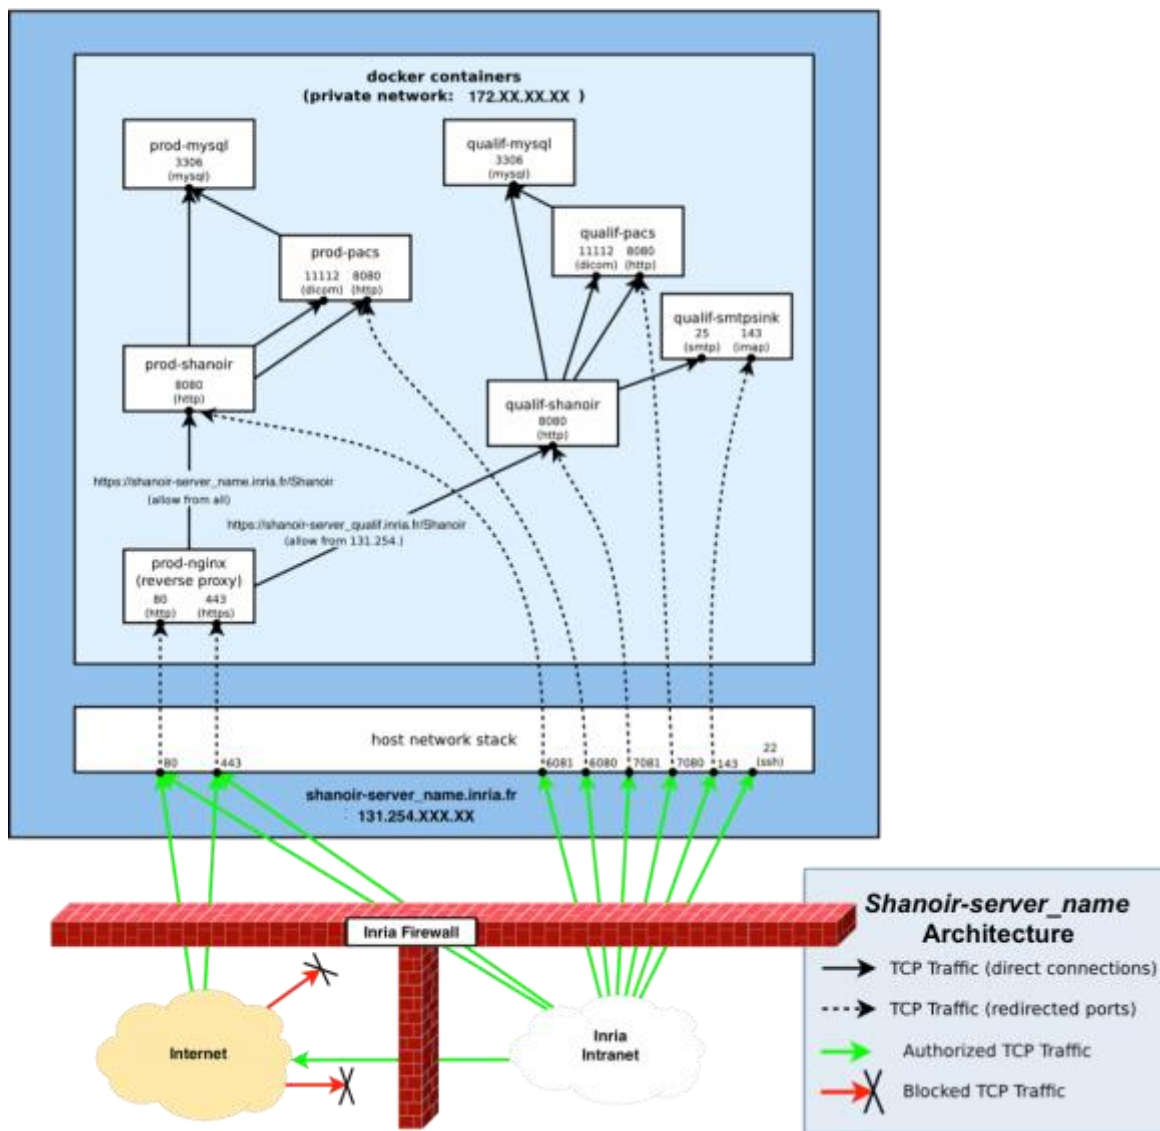 docker containers
(private network: 172.XX.XX.XX )
prod-mysql
3306
(mysql)
qualif-mysql
3306
(mysql)
prod-pacs
11112 8080
(dicom) (http)
qualif-pacs
11112 8080
(dicom) (http)
qualif-smtpsink
25 143
(smtp) (imap)
prod-shanoir
8080
(http)
qualif-shanoir
8080
(http)
https://shanoir-server_name.inria.fr/Shanoir
(allow from all)
https://shanoir-server_qualif.inria.fr/Shanoir
(allow from 131.254.)
prod-nginx
(reverse proxy)
80 443
(http) (https)
host network stack
80 443 6081 6080 7081 7080 143
22
(ssh)
shanoir-server_name.inria.fr
131.254.XXX.XX
Inria Firewall
Internet
Inria
Intranet
Shanoir-server_name
Architecture
TCP Traffic (direct connections)
TCP Traffic (redirected ports)
Authorized TCP Traffic
Blocked TCP Traffic